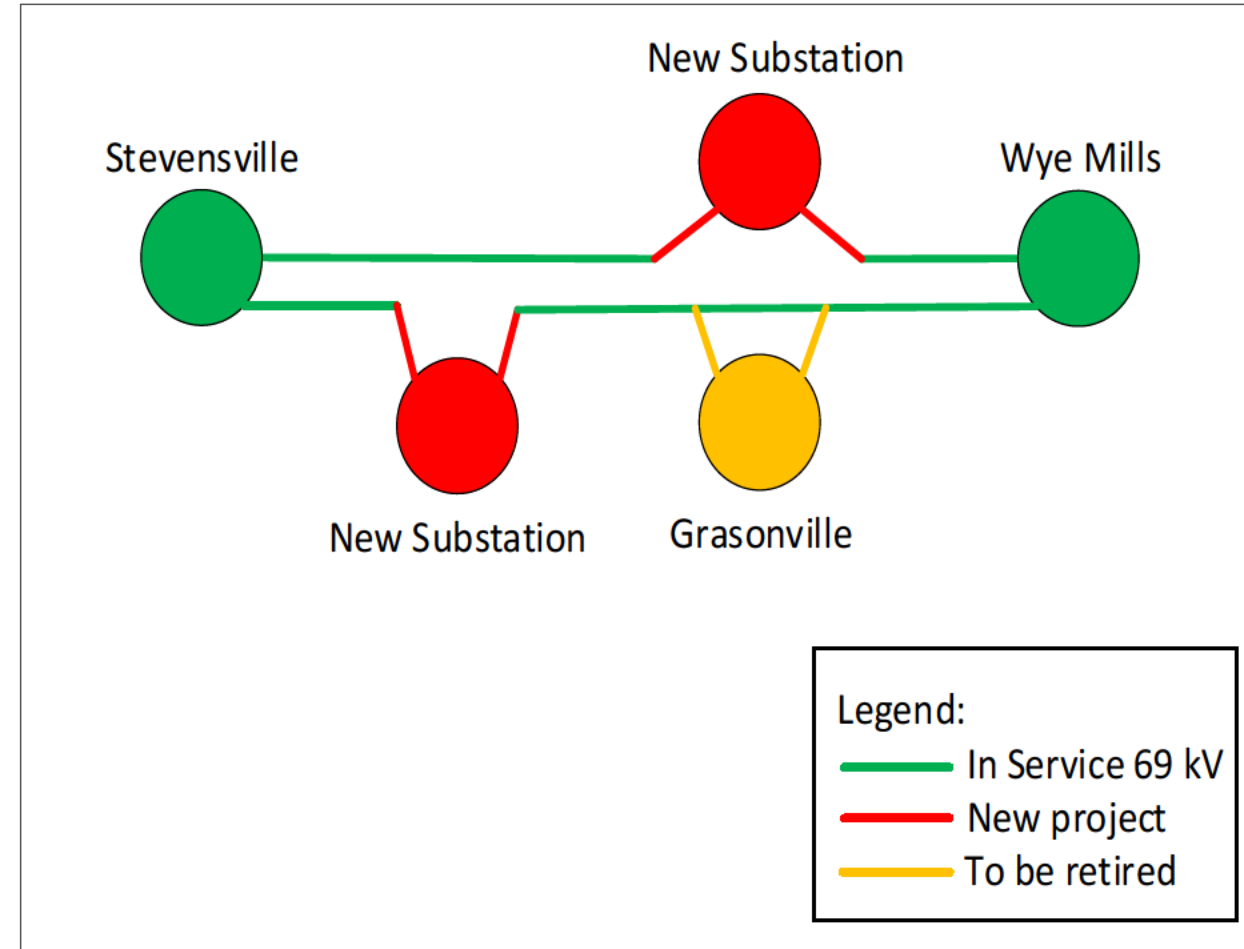 New Substation
Stevensville
Wye Mills
New Substation
Grasonville
Legend:
In Service 69 kV
New project
To be retired